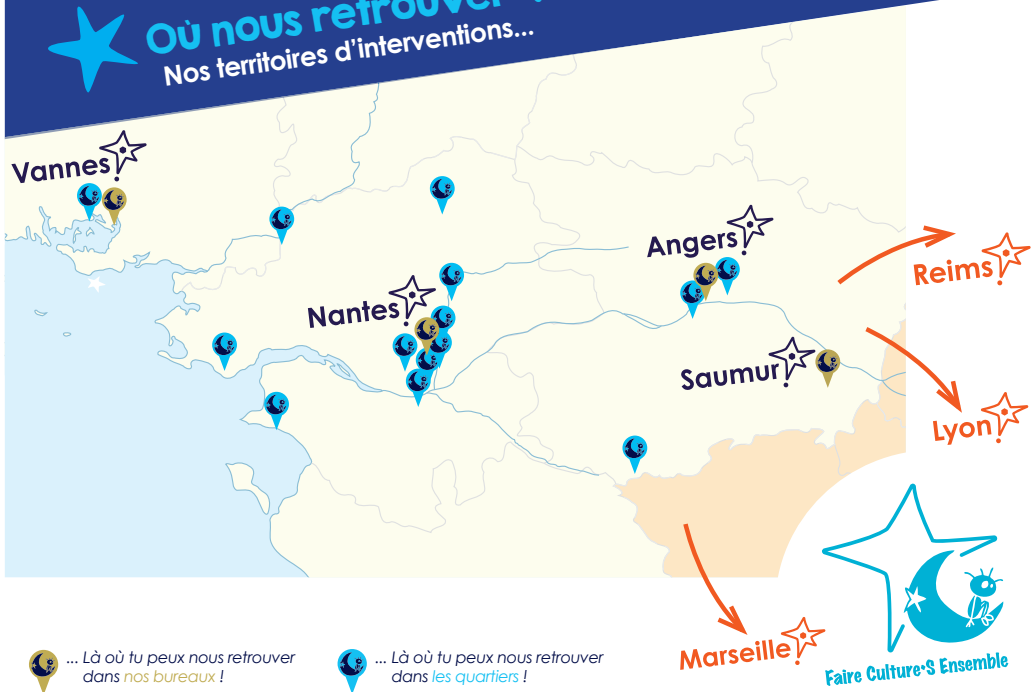 Où nous retrouver ?
Nos territoires d'interventions...
Vannes
Angers
Nantes
Saumur
Reims
Lyon
Marseille
... Là où tu peux nous retrouver
dans nos bureaux !
... Là où tu peux nous retrouver
dans les quartiers !
Faire Culture•S Ensemble